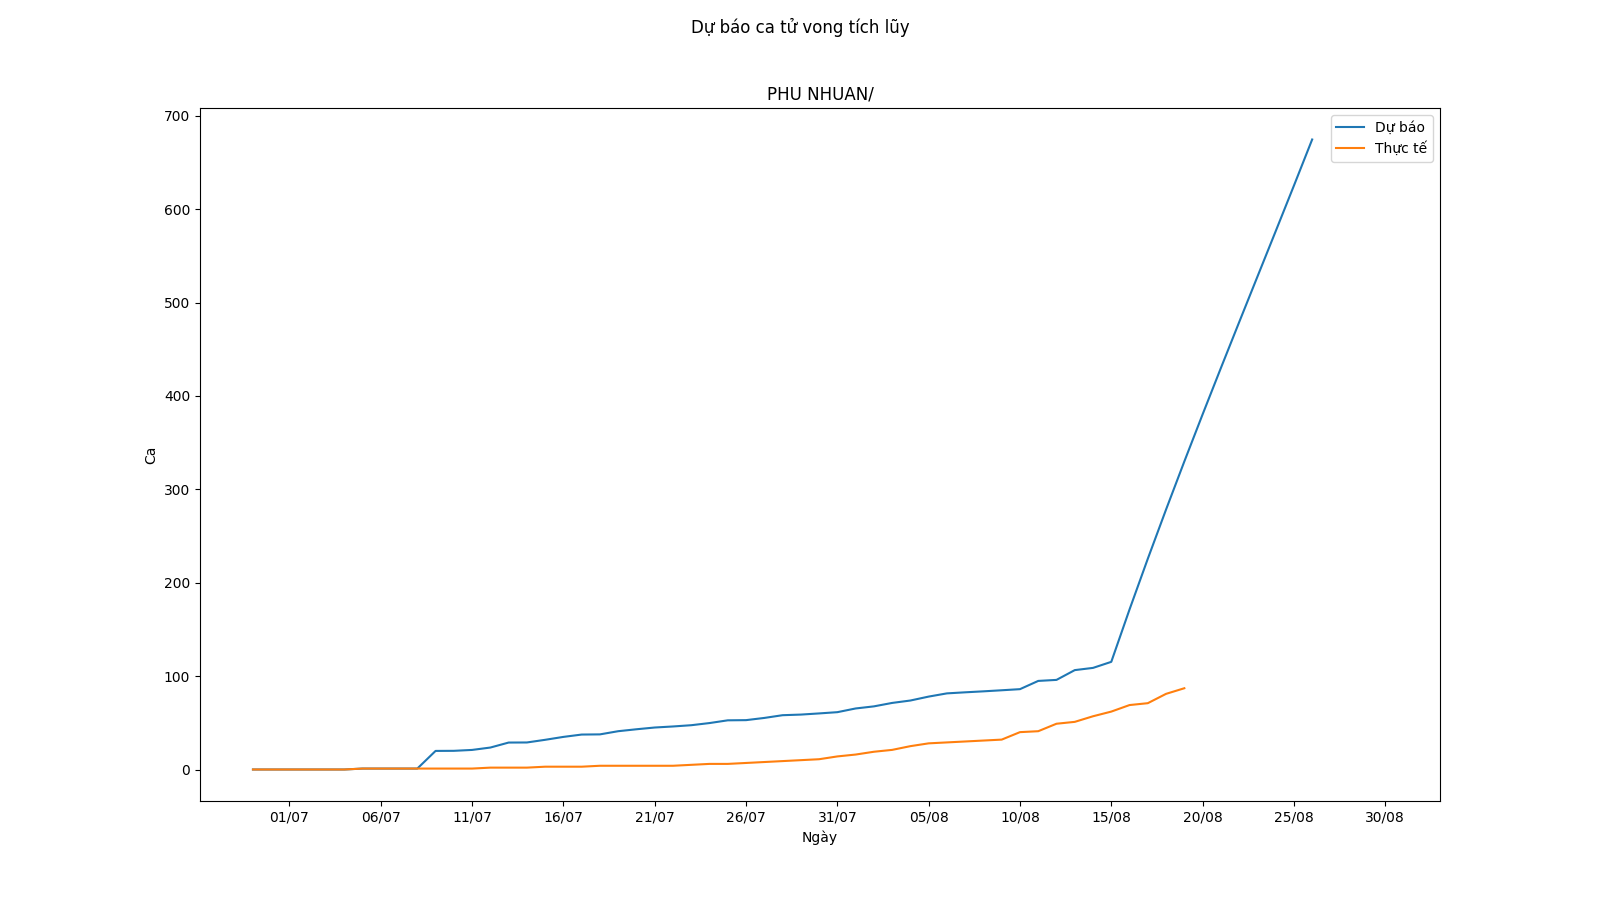 Dự báo ca tử vong tích lũy
PHU NHUAN/
Dự báo
Thực tế
700
600
500
400
300
200
100
0
Ca
01/07 06/07 11/07 16/07 21/07 26/07 31/07 05/08 10/08 15/08 20/08 25/08 30/08
Ngày